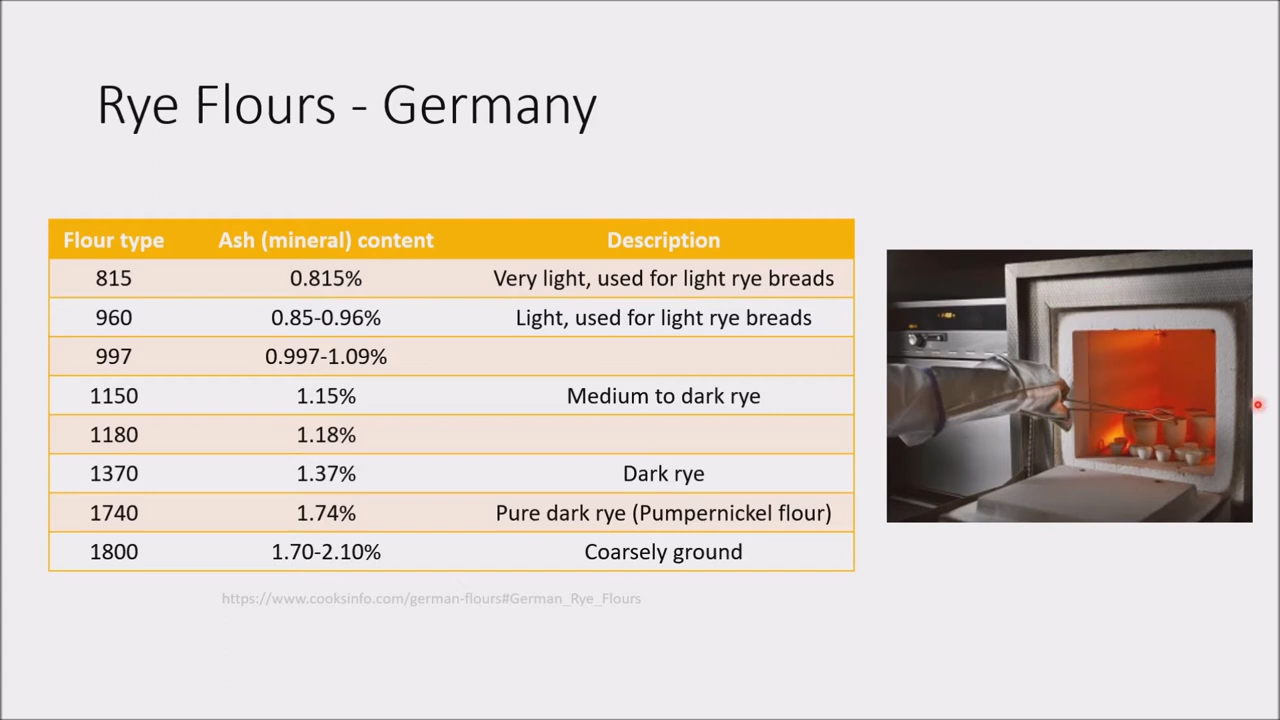 Rye Flours - Germany
Flour type Ash (mineral) content Description
815 0.815% Very light, used for light rye breads
960 0.85-0.96% Light, used for light rye breads
997 0.997-1.09%
1150 1.15% Medium to dark rye
1180 1.18%
1370 1.37% Dark rye
1740 1.74% Pure dark rye (Pumpernickel flour)
1800 1.70-2.10% Coarsely ground
https://www.cooksinfo.com/german-flours#German_Rye_Flours